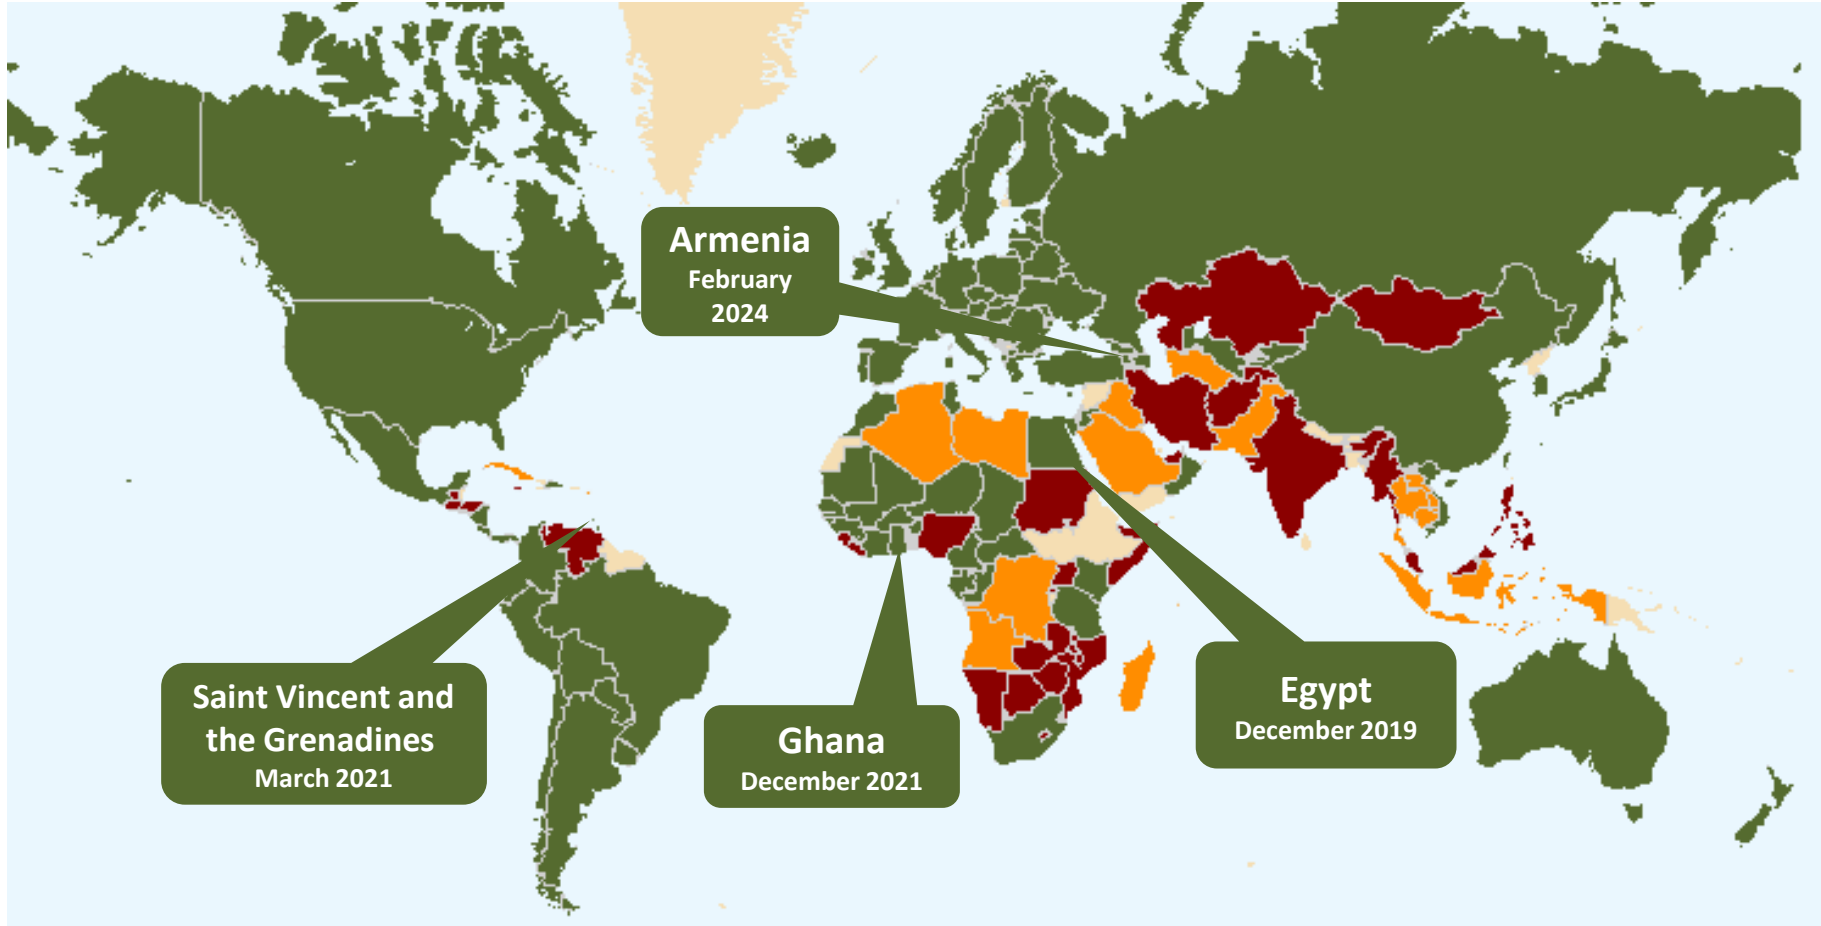 Armenia
February
2024
Saint Vincent and
the Grenadines
March 2021
Ghana
December 2021
Egypt
December 2019